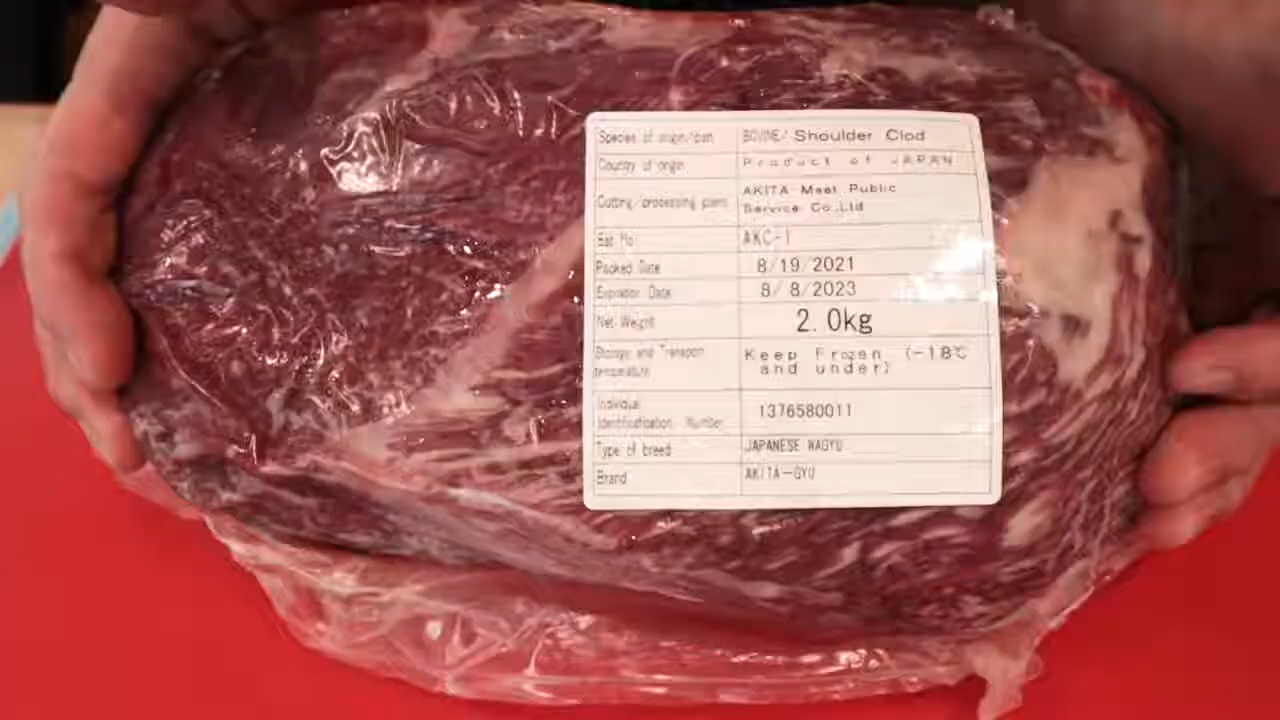 Species of origin/part BOVINE/ Shoulder Clod
Country of origin Product of JAPAN
Cutting/processing plant AKITA Meat Public
Service Co.,Ltd
Est No AKC-1
Packed Date 8/19/2021
Expiration Date 8/ 8/2023
Net Weight 2.0kg
Storage and Transport Keep Frozen (-18℃
temperature and under)
Individual
Identification Number 1376580011
Type of breed JAPANESE WAGYU
Brand AKITA-GYU